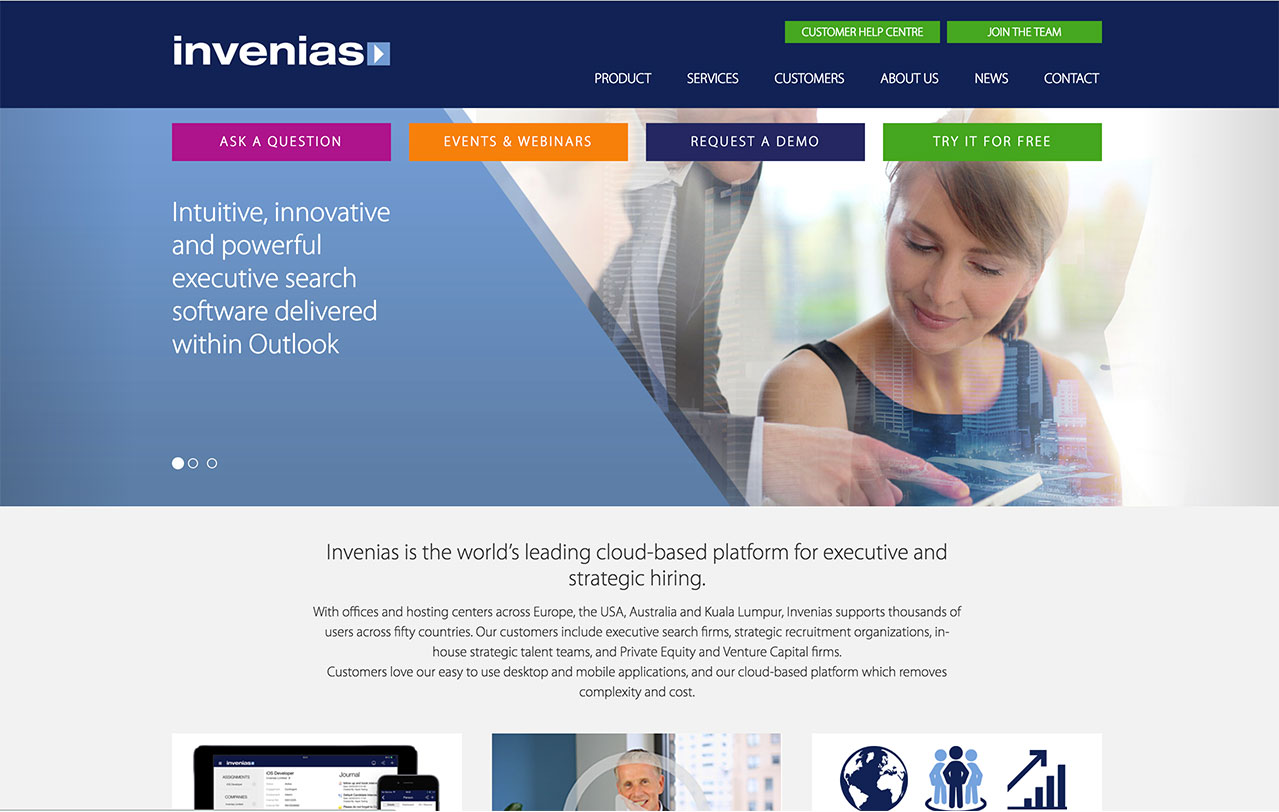 CUSTOMER HELP CENTRE
JOIN THE TEAM
invenias
PRODUCT
SERVICES
CUSTOMERS
ABOUT US
NEWS
CONTACT
ASK A QUESTION
EVENTS & WEBINARS
REQUEST A DEMO
TRY IT FOR FREE
Intuitive, innovative
and powerful
executive search
software delivered
within Outlook
Invenias is the world's leading cloud-based platform for executive and
strategic hiring.
With offices and hosting centers across Europe, the USA, Australia and Kuala Lumpur, Invenias supports thousands of
users across fifty countries. Our customers include executive search firms, strategic recruitment organizations, in-
house strategic talent teams, and Private Equity and Venture Capital firms.
Customers love our easy to use desktop and mobile applications, and our cloud-based platform which removes
complexity and cost.
invenias
ASSIGNMENTS
iOS Developer
Journal
COMPANIES